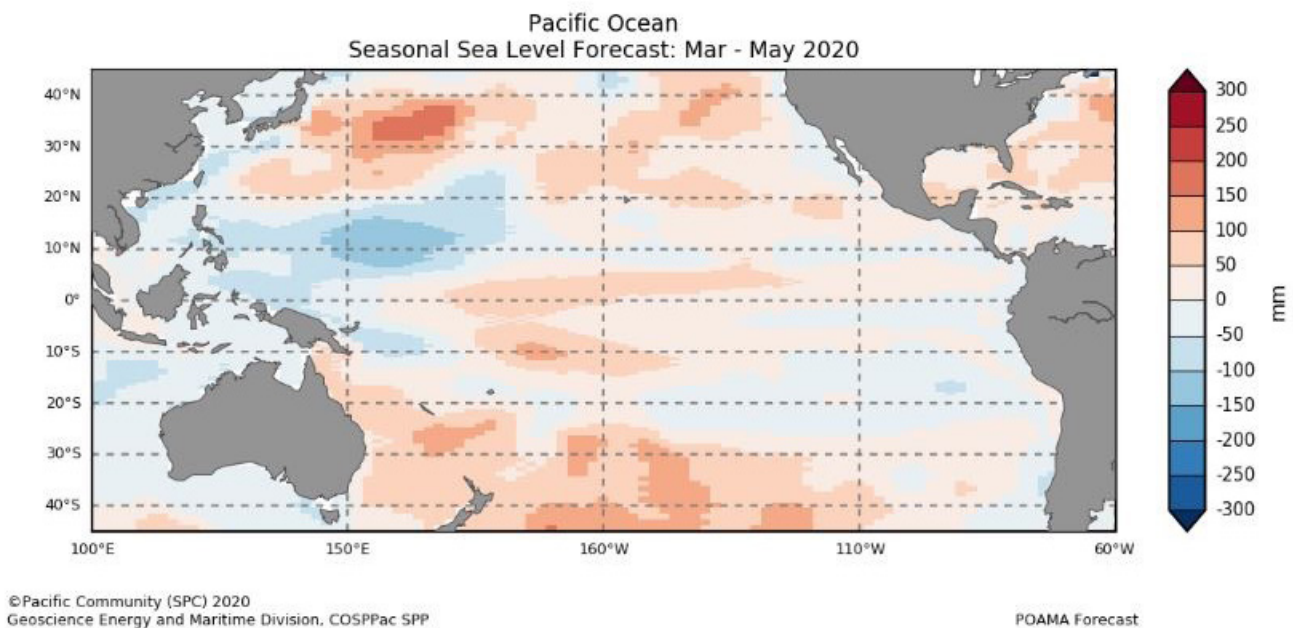 Pacific Ocean
Seasonal Sea Level Forecast: Mar - May 2020
40°N
30°N
20°N
10°N
0°
10°S
20°S
30°S
40°S
100°E
150°E
160°W
110°W
60°W
300
250
200
150
100
50
0
-50
-100
-150
-200
-250
-300
mm
©Pacific Community (SPC) 2020
Geoscience Energy and Maritime Division, COSPPac SPP
POAMA Forecast